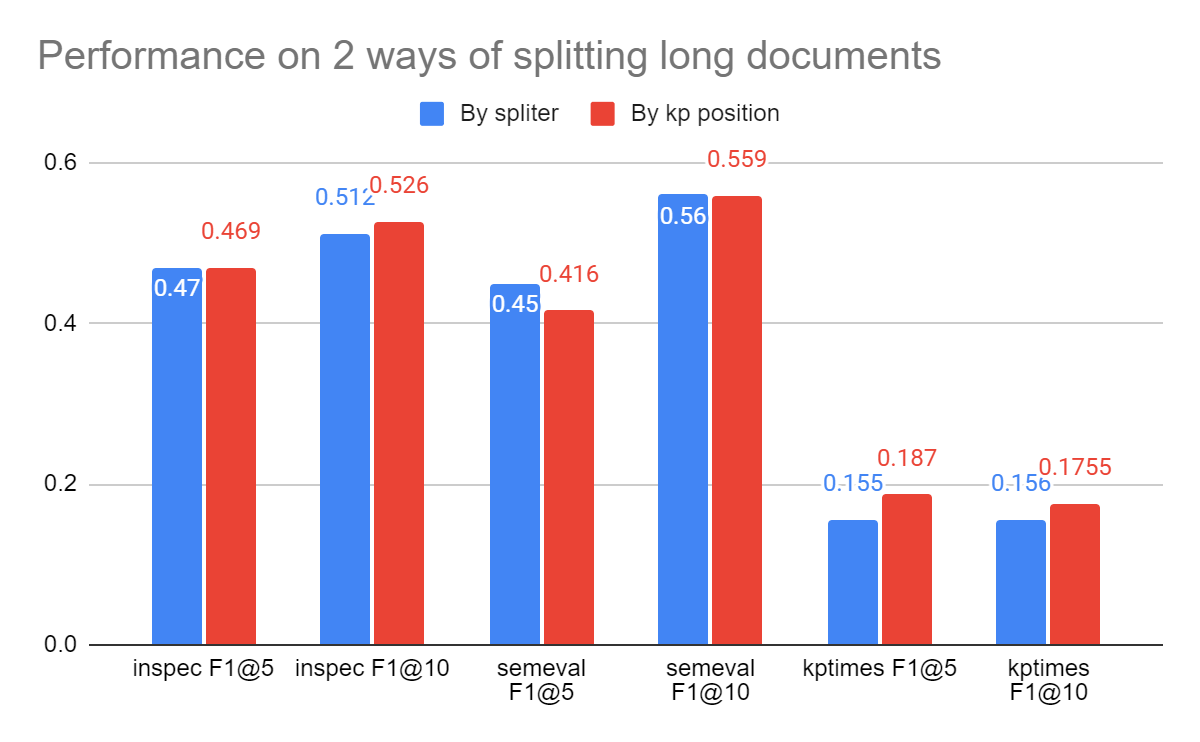 Performance on 2 ways of splitting long documents
By spliter
By kp position
0.6
0.4
0.2
0.0
0.47
0.469
0.512
0.526
0.45
0.416
0.56
0.559
0.155
0.187
0.156
0.1755
inspec F1@5
inspec F1@10
semeval
F1@5
semeval
F1@10
kptimes F1@5
kptimes
F1@10